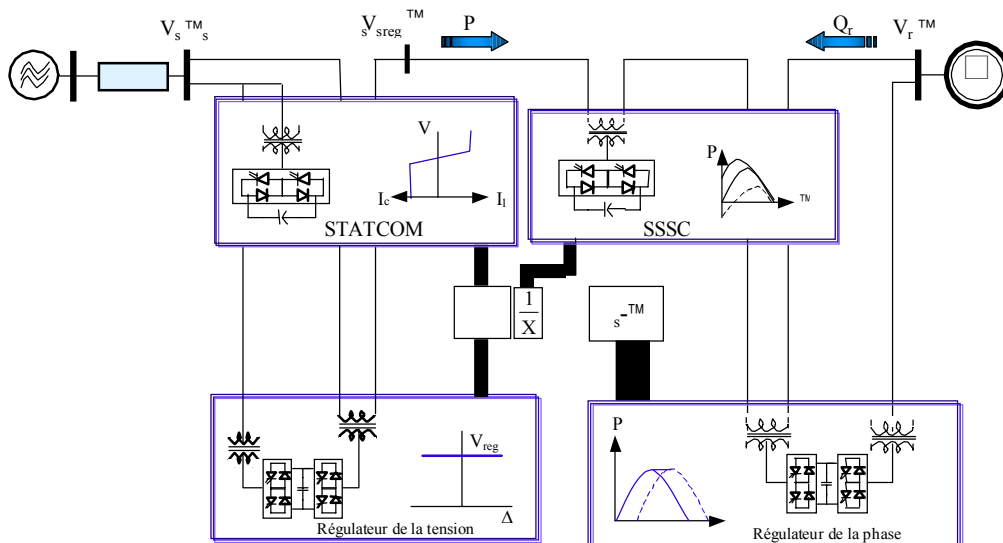 Vs ™s
sVsreg ™
P
Qr
Vr ™
V
Ic
Il
STATCOM
P
™
SSSC
1
X
s-™
Vreg
Δ
Régulateur de la tension
P
Régulateur de la phase